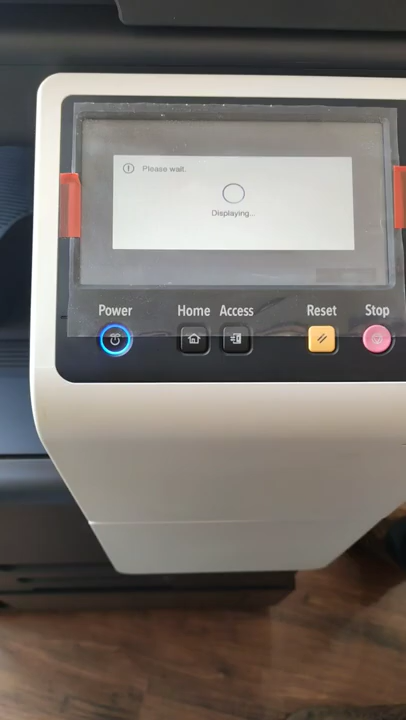 Please wait.
Displaying...
Power
Home
Access
Reset
Stop